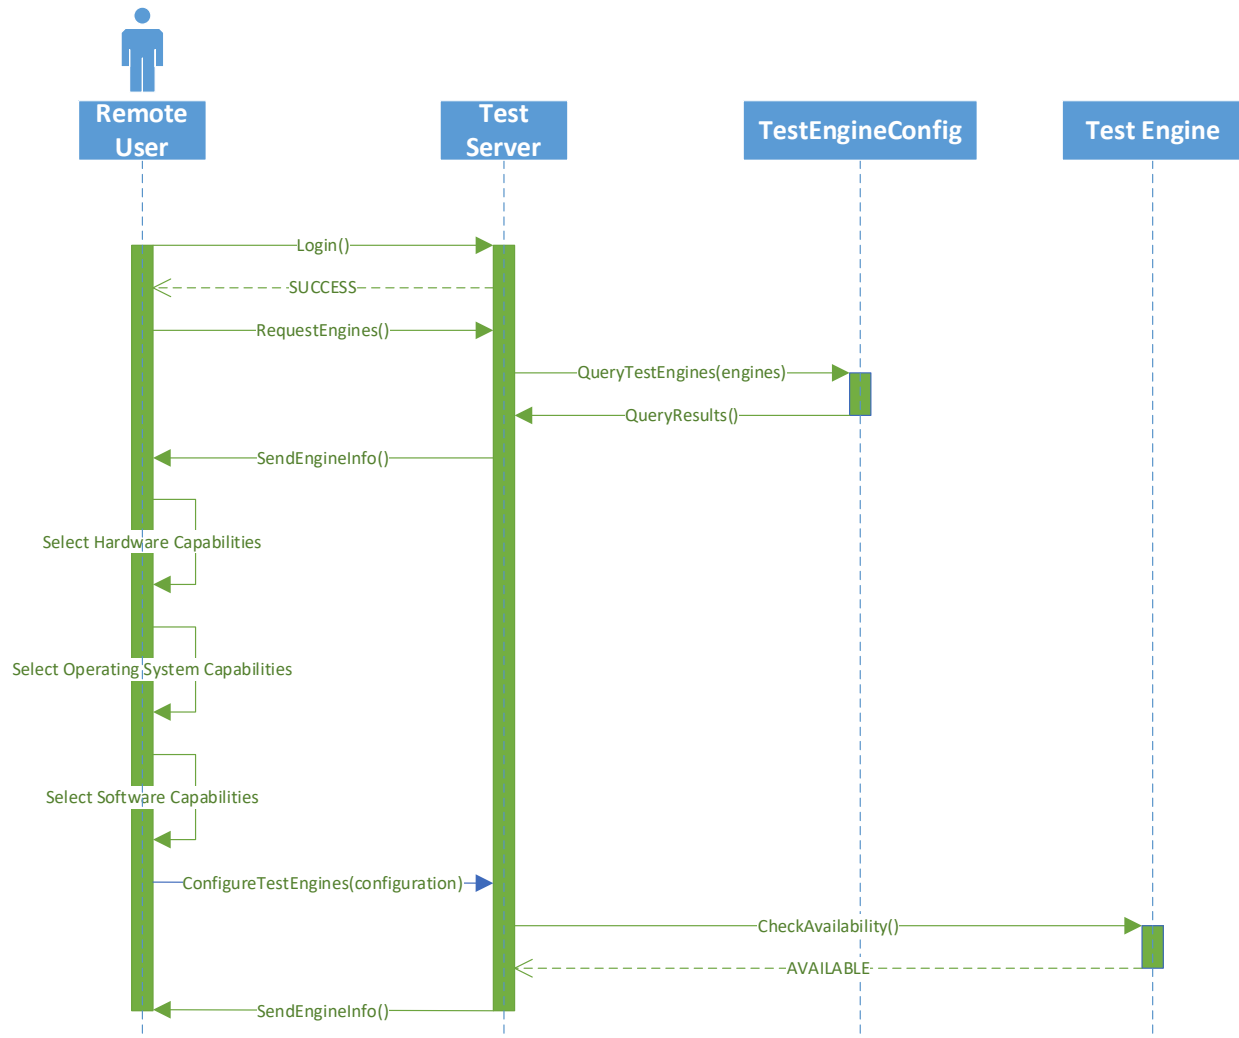 Remote
User
Test
Server
TestEngineConfig
Test Engine
Login()
SUCCESS
RequestEngines()
QueryTestEngines(engines)
QueryResults()
SendEngineInfo()
Select Hardware Capabilities
Select Operating System Capabilities
Select Software Capabilities
ConfigureTestEngines(configuration)
CheckAvailability()
AVAILABLE
SendEngineInfo()